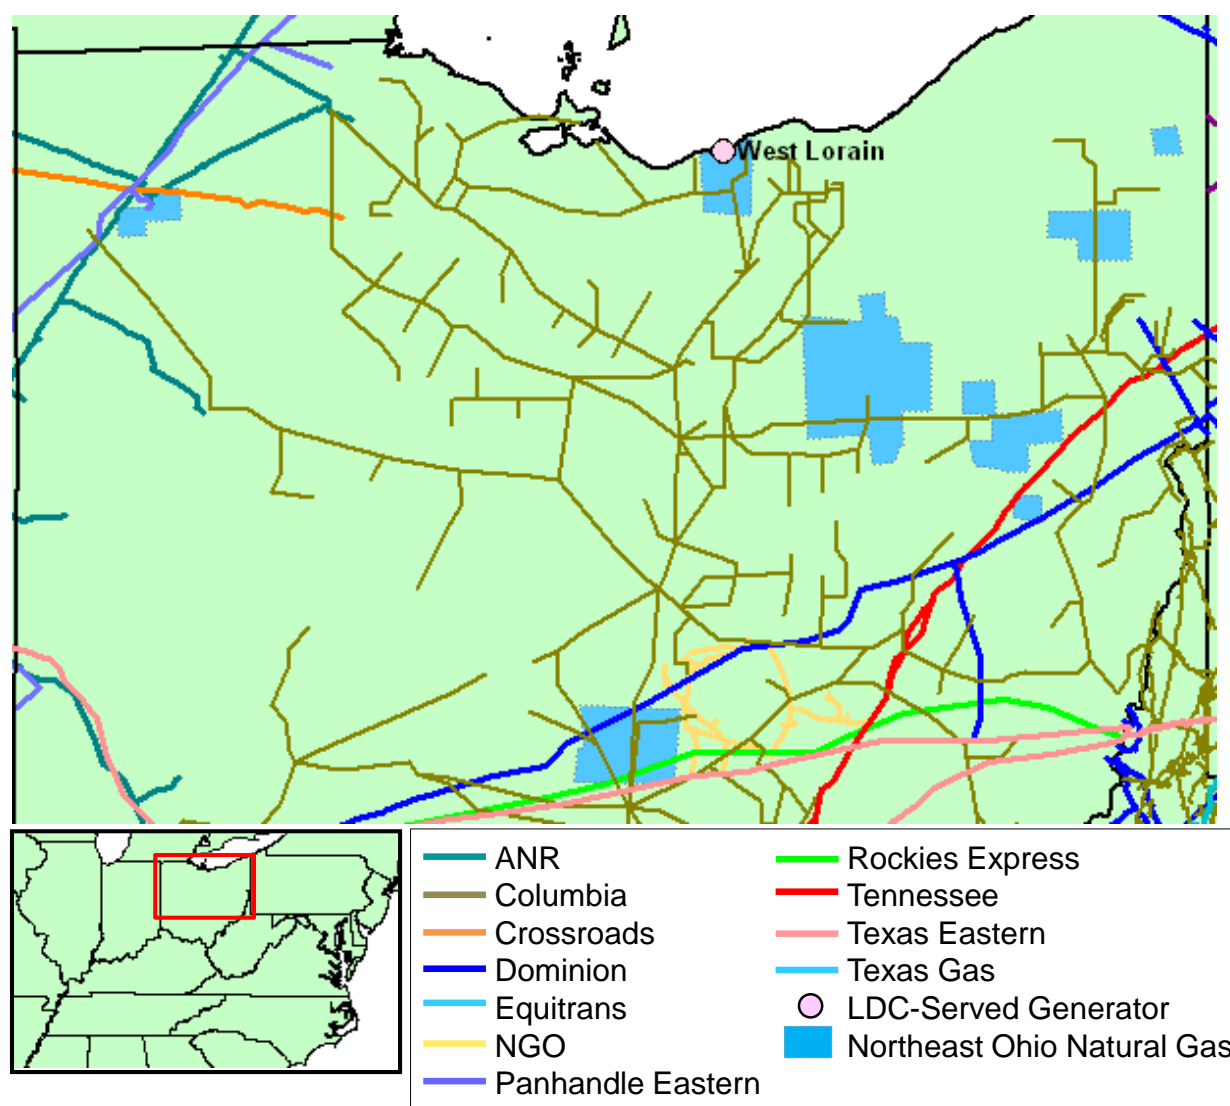 West Lorain
ANR
Columbia
Crossroads
Dominion
Equitrans
NGO
Panhandle Eastern
Rockies Express
Tennessee
Texas Eastern
Texas Gas
LDC-Served Generator
Northeast Ohio Natural Gas